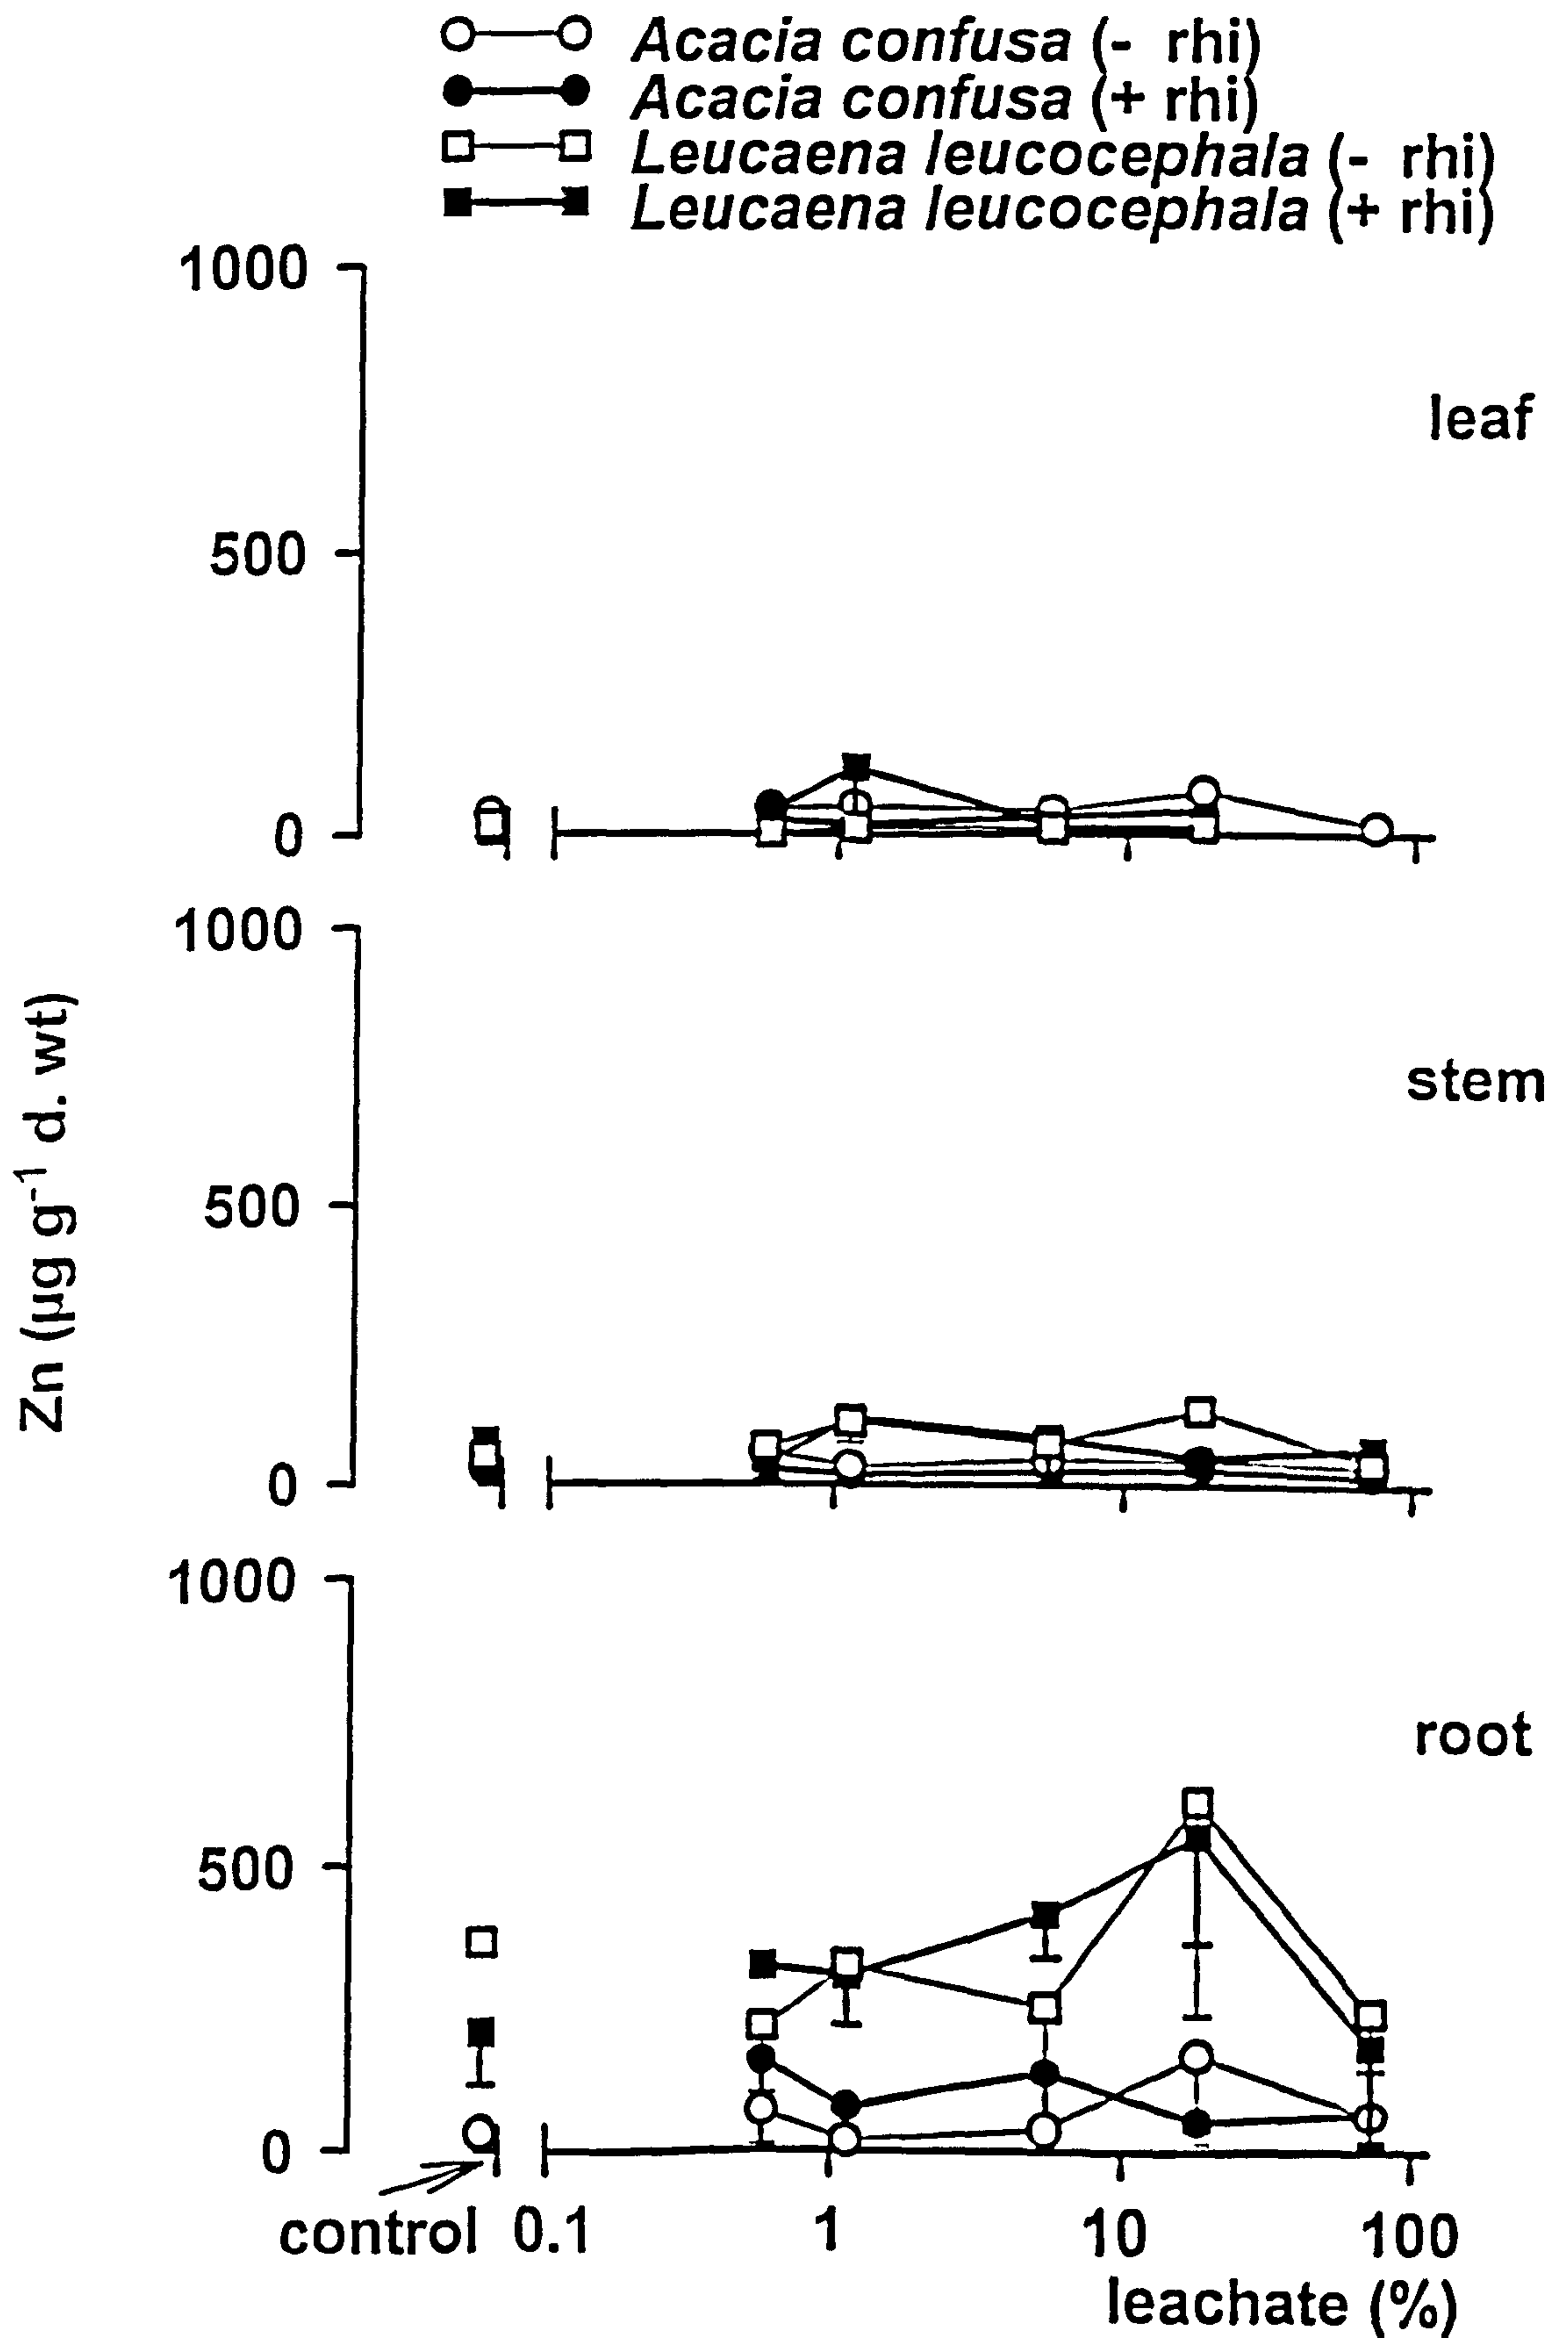 Acacia confusa (- rhi)
Acacia confusa (+ rhi)
Leucaena leucocephala (- rhi)
Leucaena leucocephala (+ rhi)
1000
leaf
500
0
1000
stem
500
0
Zn (µg g⁻¹ d. wt)
1000
root
500
0
control 0.1 1 10 100
leachate (%)